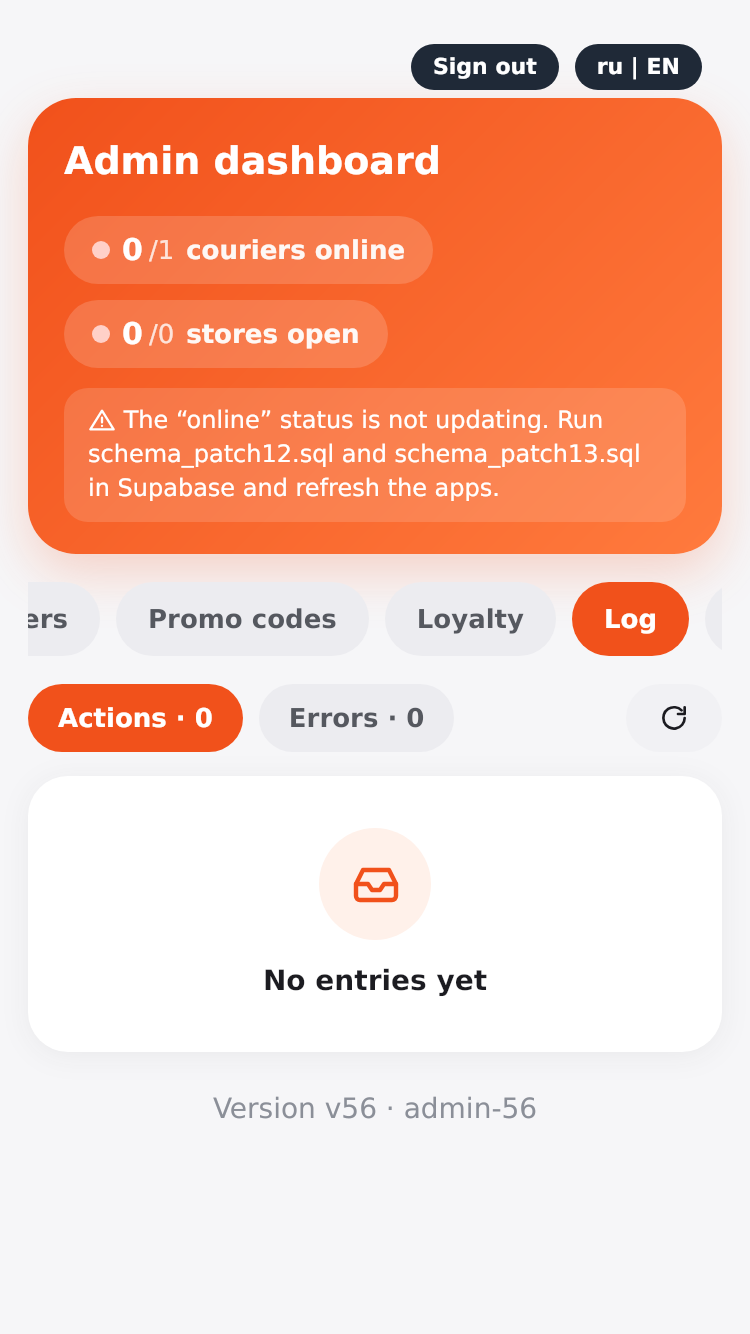 Sign out
ru | EN
Admin dashboard
0 /1 couriers online
0 /0 stores open
The “online” status is not updating. Run
schema_patch12.sql and schema_patch13.sql
in Supabase and refresh the apps.
ers
Promo codes
Loyalty
Log
Actions · 0
Errors · 0
No entries yet
Version v56 · admin-56